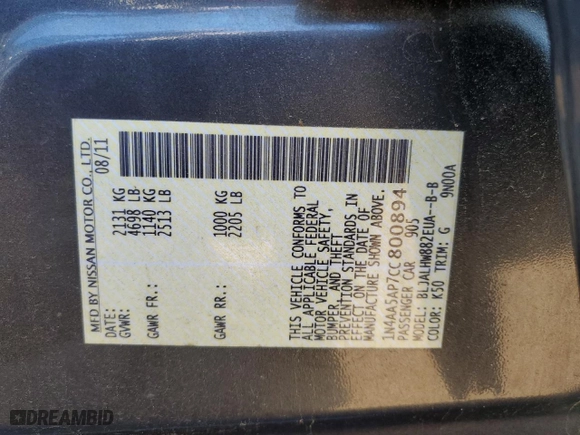 MFD BY NISSAN MOTOR CO., LTD.
DATE: 08/11
GVWR: 2131 KG
4698 LB
GAWR FR: 1140 KG
2513 LB
GAWR RR: 1000 KG
2205 LB
THIS VEHICLE CONFORMS TO
ALL APPLICABLE FEDERAL
MOTOR VEHICLE SAFETY,
BUMPER, AND THEFT
PREVENTION STANDARDS IN
EFFECT ON THE DATE OF
MANUFACTURE SHOWN ABOVE.
1N4AA5AP7CC800894
PASSENGER CAR 905
MODEL: BLJALHW882EUA--B-B
COLOR: K50 TRIM: G 9N00A
DREAMBID